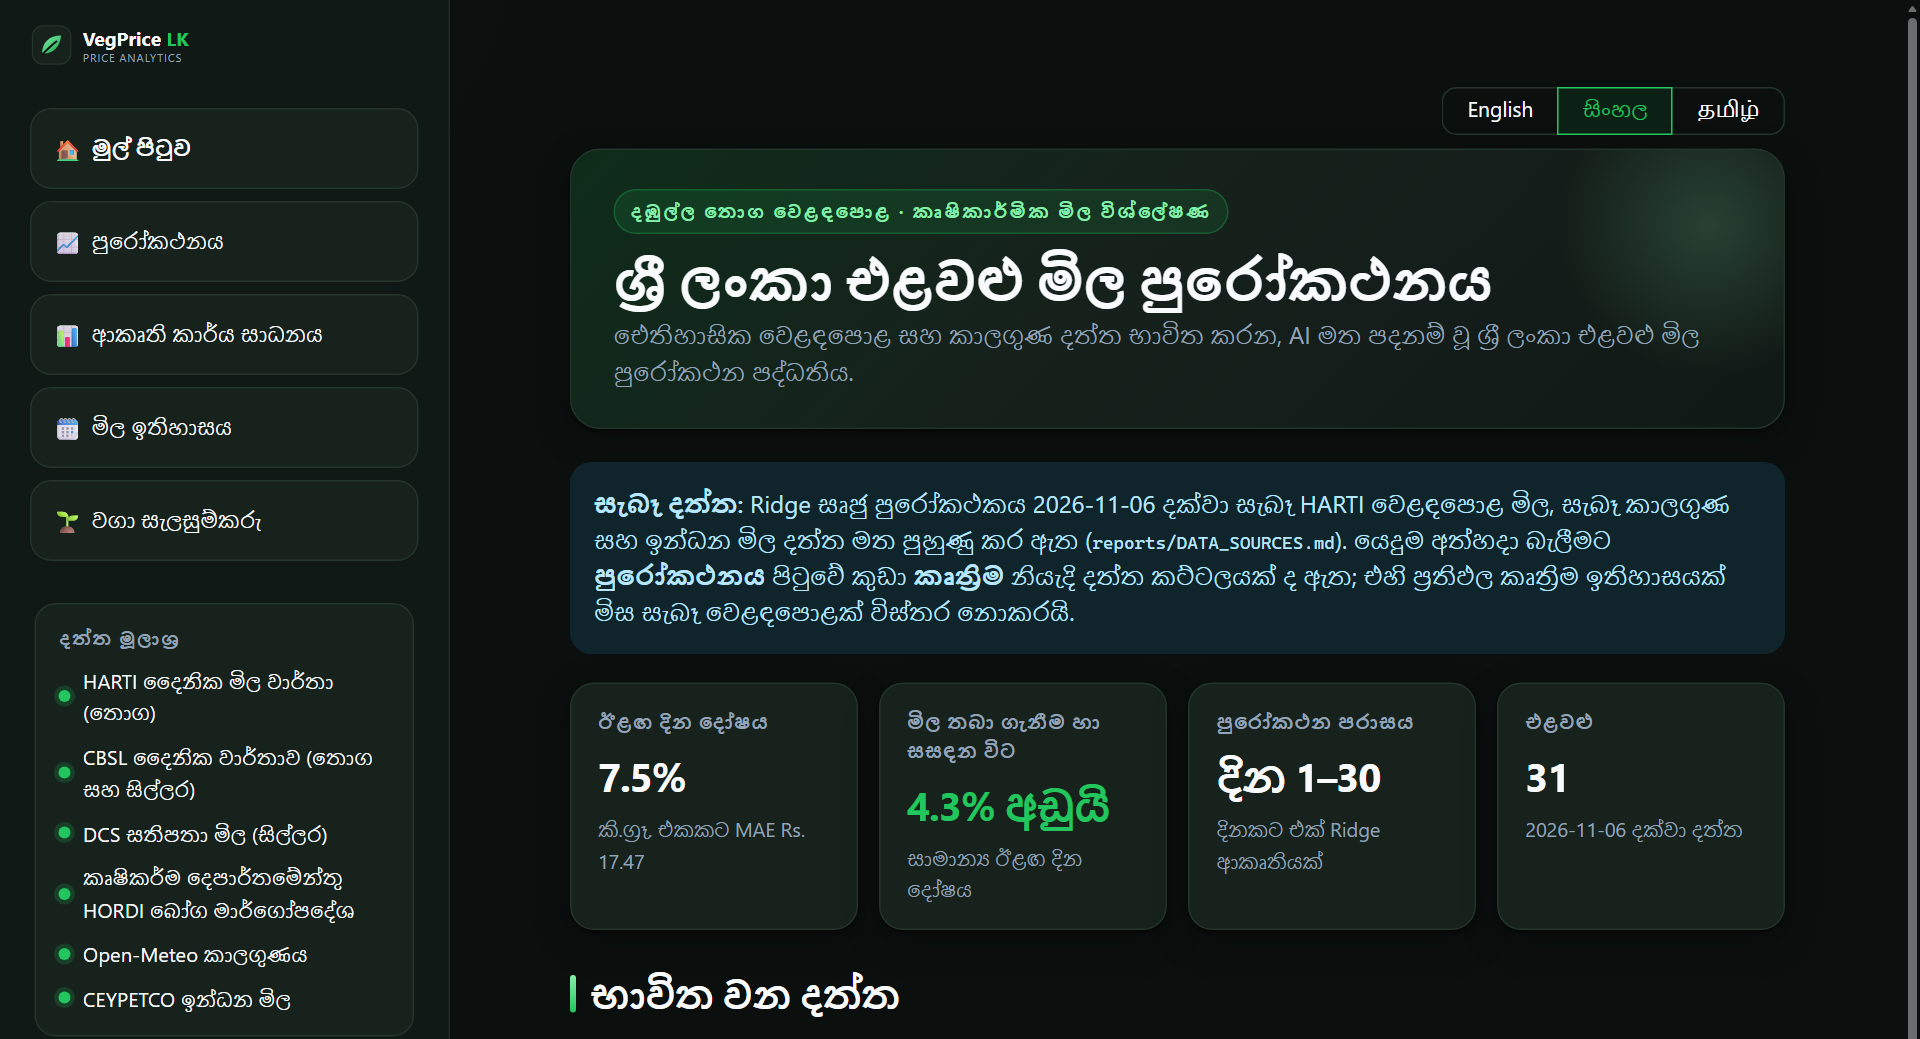 VegPrice LK
PRICE ANALYTICS
මුල් පිටුව
පුරෝකථනය
ආකෘති කාර්ය සාධනය
මිල ඉතිහාසය
වගා සැලසුම්කරු
දත්ත මූලාශ්‍ර
HARTI දෛනික මිල වාර්තා
(තොග)
CBSL දෛනික වාර්තාව (තොග
සහ සිල්ලර)
DCS සතිපතා මිල (සිල්ලර)
කෘෂිකර්ම දෙපාර්තමේන්තු
HORDI බෝග මාර්ගෝපදේශ
Open-Meteo කාලගුණය
CEYPETCO ඉන්ධන මිල
English
සිංහල
தமிழ்
දඹුල්ල තොග වෙළඳපොළ · කෘෂිකාර්මික මිල විශ්ලේෂණ
ශ්‍රී ලංකා එළවළු මිල පුරෝකථනය
ඓතිහාසික වෙළඳපොළ සහ කාලගුණ දත්ත භාවිත කරන, AI මත පදනම් වූ ශ්‍රී ලංකා එළවළු මිල
පුරෝකථන පද්ධතිය.
සැබෑ දත්ත: Ridge සෘජු පුරෝකථකය 2026-11-06 දක්වා සැබෑ HARTI වෙළඳපොළ මිල, සැබෑ කාලගුණ
සහ ඉන්ධන මිල දත්ත මත පුහුණු කර ඇත (reports/DATA_SOURCES.md). යෙදුම අත්හදා බැලීමට
පුරෝකථනය පිටුවේ කුඩා කෘත්‍රිම නියැදි දත්ත කට්ටලයක් ද ඇත; එහි ප්‍රතිඵල කෘත්‍රිම ඉතිහාසයක්
මිස සැබෑ වෙළඳපොළක් විස්තර නොකරයි.
ඊළඟ දින දෝෂය
7.5%
කි.ග්‍රෑ. එකකට MAE Rs.
17.47
මිල තබා ගැනීම හා
සසඳන විට
4.3% අඩුයි
සාමාන්‍ය ඊළඟ දින
දෝෂය
පුරෝකථන පරාසය
දින 1–30
දිනකට එක් Ridge
ආකෘතියක්
එළවළු
31
2026-11-06 දක්වා දත්ත
භාවිත වන දත්ත